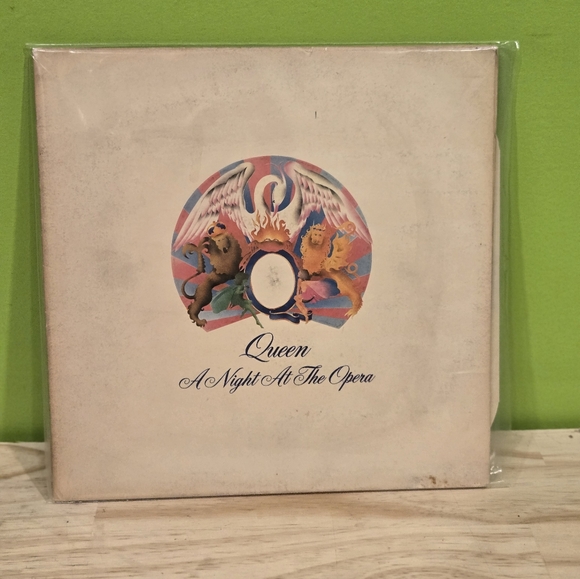 Queen
A Night At The Opera